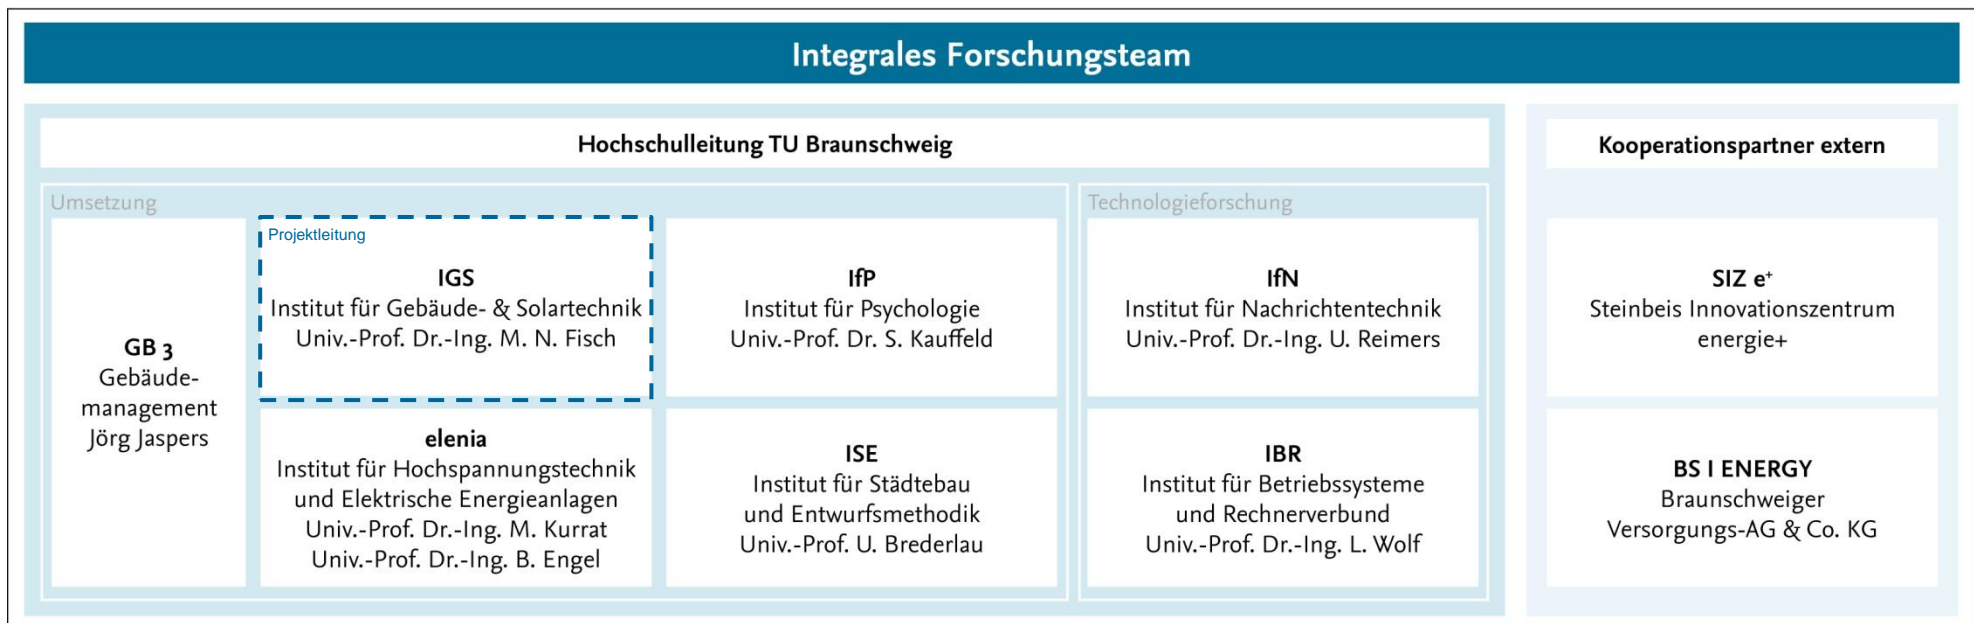 Integrales Forschungsteam
Hochschulleitung TU Braunschweig
Kooperationspartner extern
Umsetzung
Technologieforschung
GB 3
Gebäude-
management
Jörg Jaspers
Projektleitung
IGS
Institut für Gebäude- & Solartechnik
Univ.-Prof. Dr.-Ing. M. N. Fisch
IfP
Institut für Psychologie
Univ.-Prof. Dr. S. Kauffeld
IfN
Institut für Nachrichtentechnik
Univ.-Prof. Dr.-Ing. U. Reimers
SIZ e⁺
Steinbeis Innovationszentrum
energie+
elenia
Institut für Hochspannungstechnik
und Elektrische Energieanlagen
Univ.-Prof. Dr.-Ing. M. Kurrat
Univ.-Prof. Dr.-Ing. B. Engel
ISE
Institut für Städtebau
und Entwurfsmethodik
Univ.-Prof. U. Brederlau
IBR
Institut für Betriebssysteme
und Rechnerverbund
Univ.-Prof. Dr.-Ing. L. Wolf
BS I ENERGY
Braunschweiger
Versorgungs-AG & Co. KG